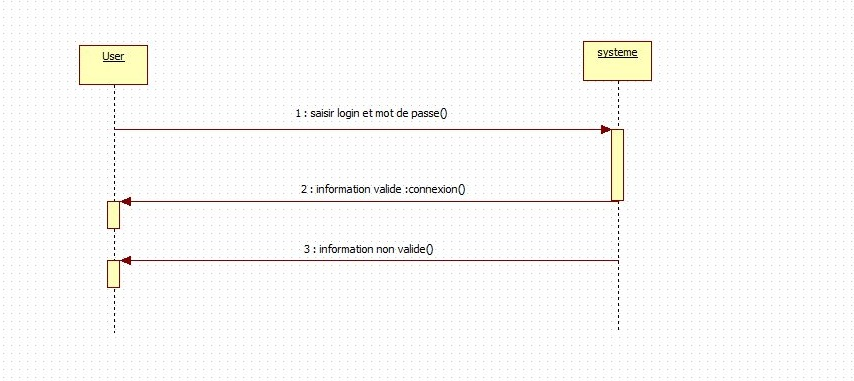 User
systeme
1 : saisir login et mot de passe()
2 : information valide :connexion()
3 : information non valide()